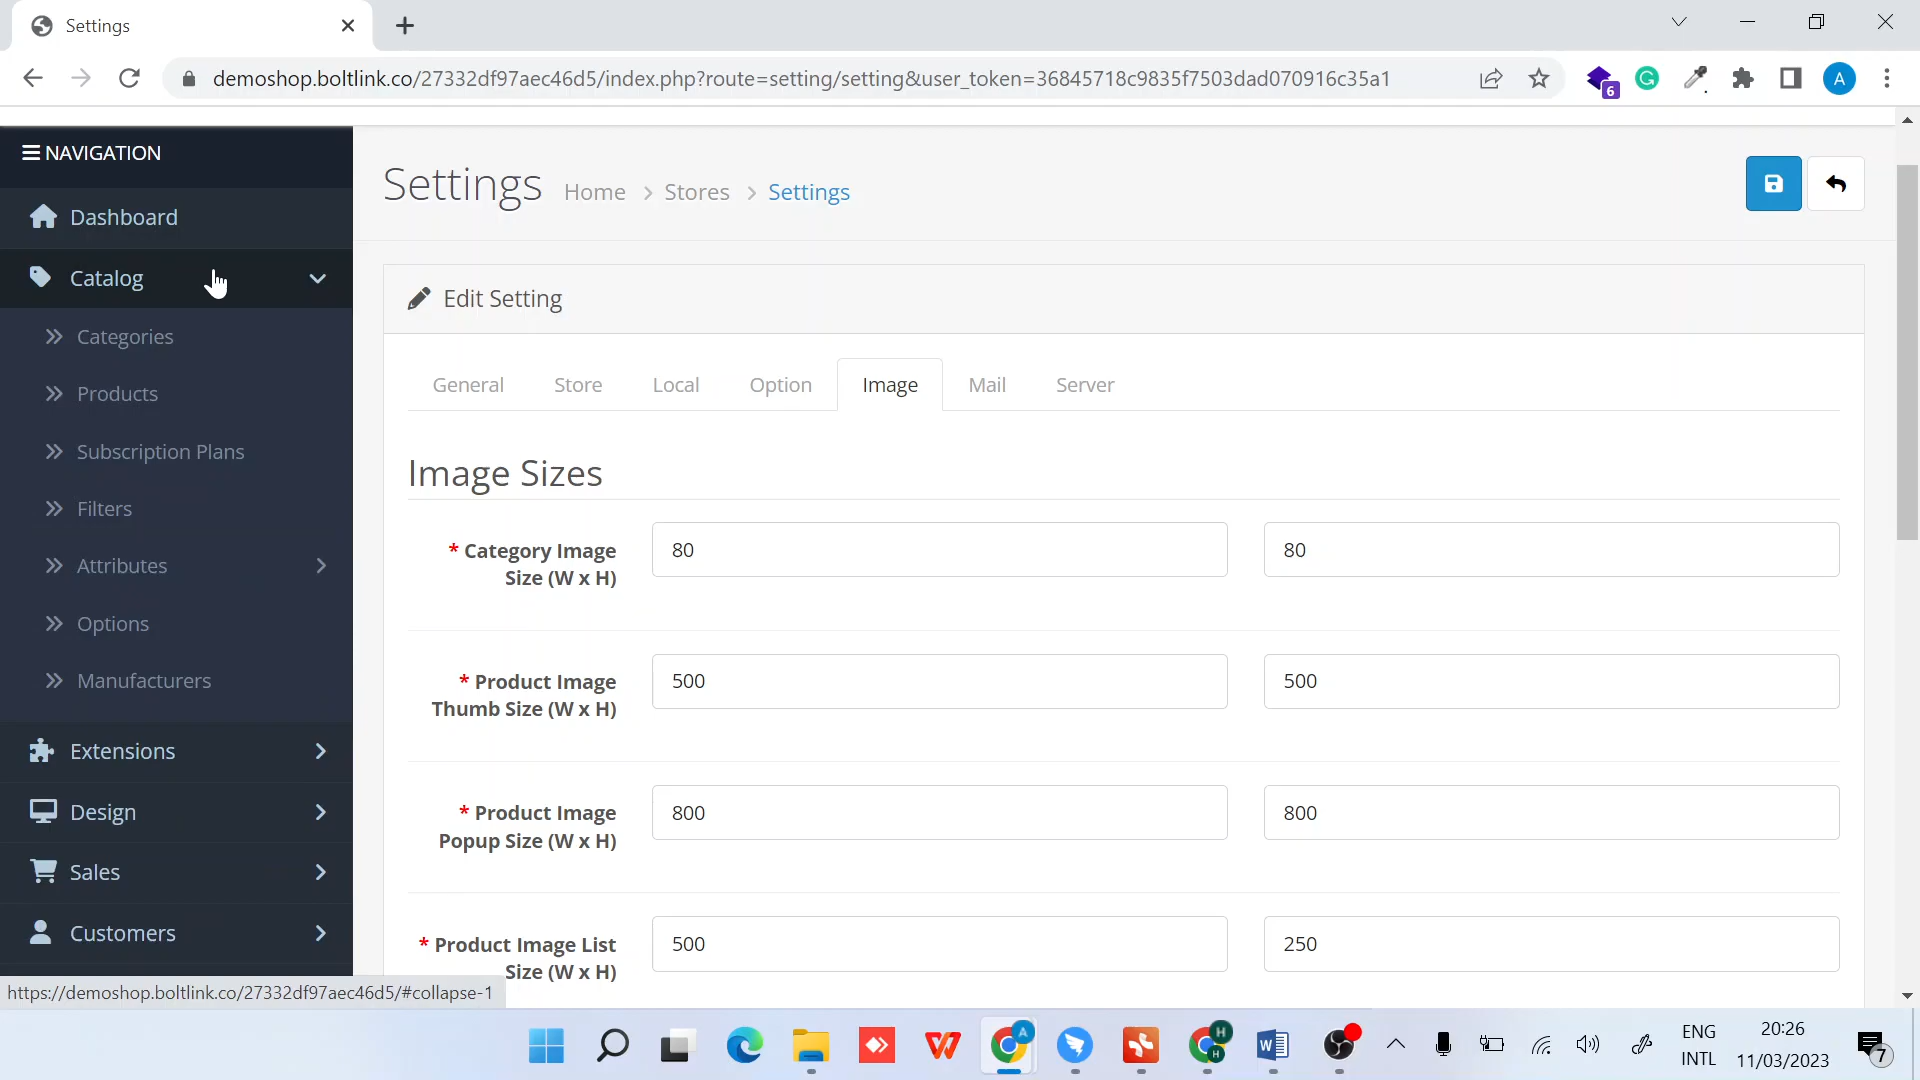 Settings
demoshop.boltlink.co/27332df97aec46d5/index.php?route=setting/setting&user_token=36845718c9835f7503dad070916c35a1
6
G
A
NAVIGATION
Dashboard
Catalog
Categories
Products
Subscription Plans
Filters
Attributes
Options
Manufacturers
Extensions
Design
Sales
Customers
https://demoshop.boltlink.co/27332df97aec46d5/#collapse-1
Settings Home > Stores > Settings
Edit Setting
General Store Local Option Image Mail Server
Image Sizes
* Category Image
Size (W x H)
80 80
* Product Image
Thumb Size (W x H)
500 500
* Product Image
Popup Size (W x H)
800 800
* Product Image List
Size (W x H)
500 250
A
H
H
W
ENG
INTL
20:26
11/03/2023
7